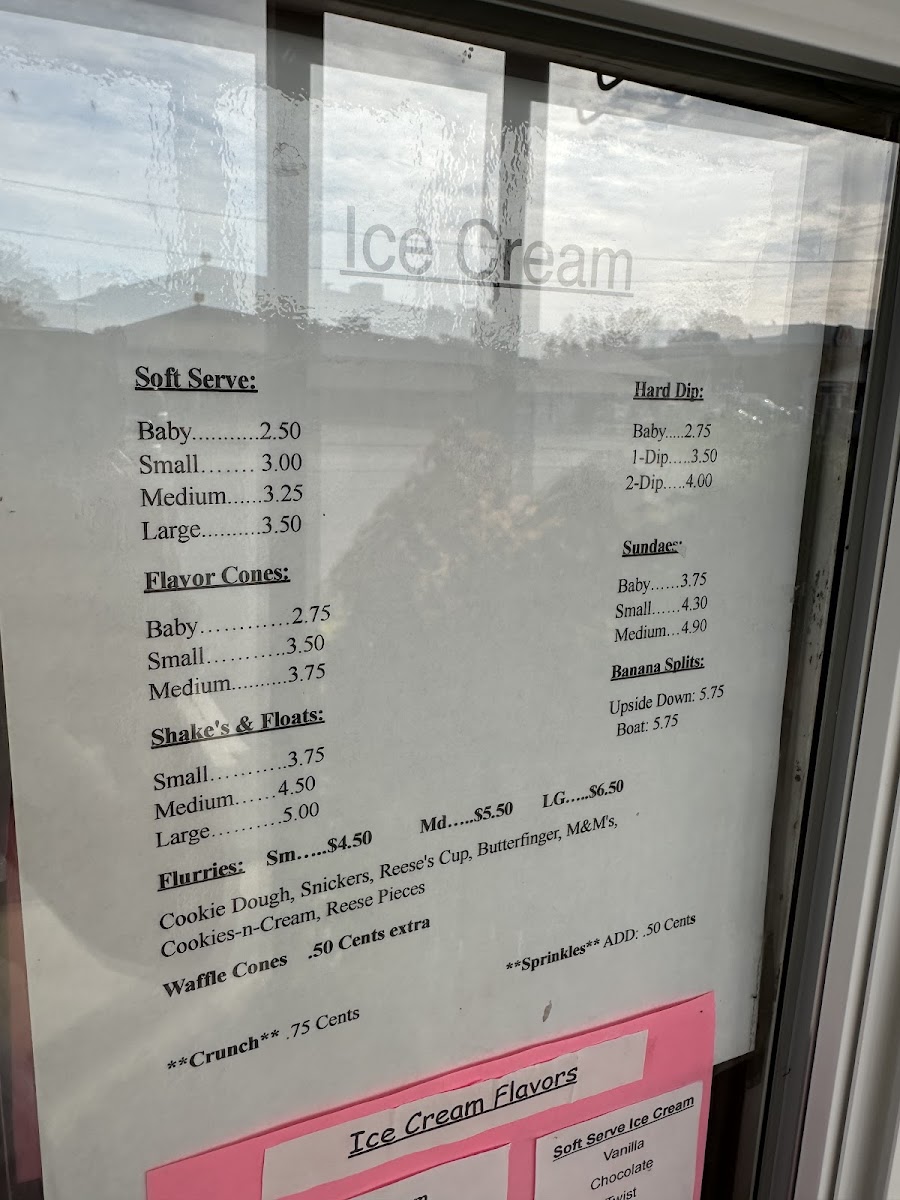 Ice Cream
Soft Serve:
Baby...........2.50
Small....... 3.00
Medium......3.25
Large..........3.50
Flavor Cones:
Baby............2.75
Small..........3.50
Medium.........3.75
Shake's & Floats:
Small..........3.75
Medium......4.50
Large..........5.00
Hard Dip:
Baby.....2.75
1-Dip.....3.50
2-Dip.....4.00
Sundaes:
Baby......3.75
Small......4.30
Medium...4.90
Banana Splits:
Upside Down: 5.75
Boat: 5.75
Flurries: Sm.....$4.50 Md.....$5.50 LG.....$6.50
Cookie Dough, Snickers, Reese's Cup, Butterfinger, M&M's,
Cookies-n-Cream, Reese Pieces
Waffle Cones .50 Cents extra
**Sprinkles** ADD: .50 Cents
**Crunch** .75 Cents
Ice Cream Flavors
Soft Serve Ice Cream
Vanilla
Chocolate
Twist